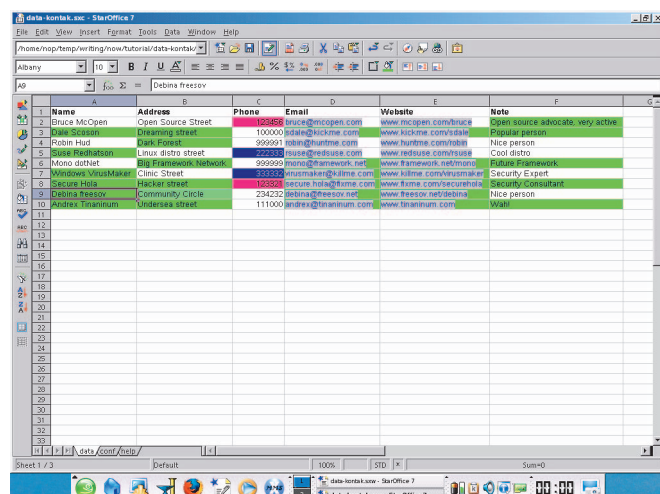 data-kontak.sxc - StarOffice 7
File Edit View Insert Format Tools Data Window Help
/home/nop/temp/writing/now/tutorial/data-kontak/
Albany 10 B I U A
A9 Σ = Debina freesov
A B C D E F G
1 Name Address Phone Email Website Note
2 Bruce McOpen Open Source Street 123456 bruce@mcopen.com www.mcopen.com/bruce Open source advocate, very active
3 Dale Scoson Dreaming street 100000 sdale@kickme.com www.kickme.com/sdale Popular person
4 Robin Hud Dark Forest 999991 robin@huntme.com www.huntme.com/robin Nice person
5 Suse Redhatson Linux distro street 222333 rsuse@redsuse.com www.redsuse.com/rsuse Cool distro
6 Mono dotNet Big Framework Network 999999 mono@framework.net www.framework.net/mono Future Framework
7 Windows VirusMaker Clinic Street 333332 virusmaker@killme.com www.killme.com/virusmaker Security Expert
8 Secure Hola Hacker street 123321 secure.hola@fixme.com www.fixme.com/securehola Security Consultant
9 Debina freesov Community Circle 234232 debina@freesov.net www.freesov.net/debina Nice person
10 Andrex Tinaninum Undersea street 111000 andrex@tinaninum.com www.tinaninum.com Wah!
11
12
13
14
15
16
17
18
19
20
21
22
23
24
25
26
27
28
29
30
31
32
33
data conf help
Sheet 1 / 3 Default 100% STD * Sum=0
data-kontak.sxw - StarOffice 7
00:00